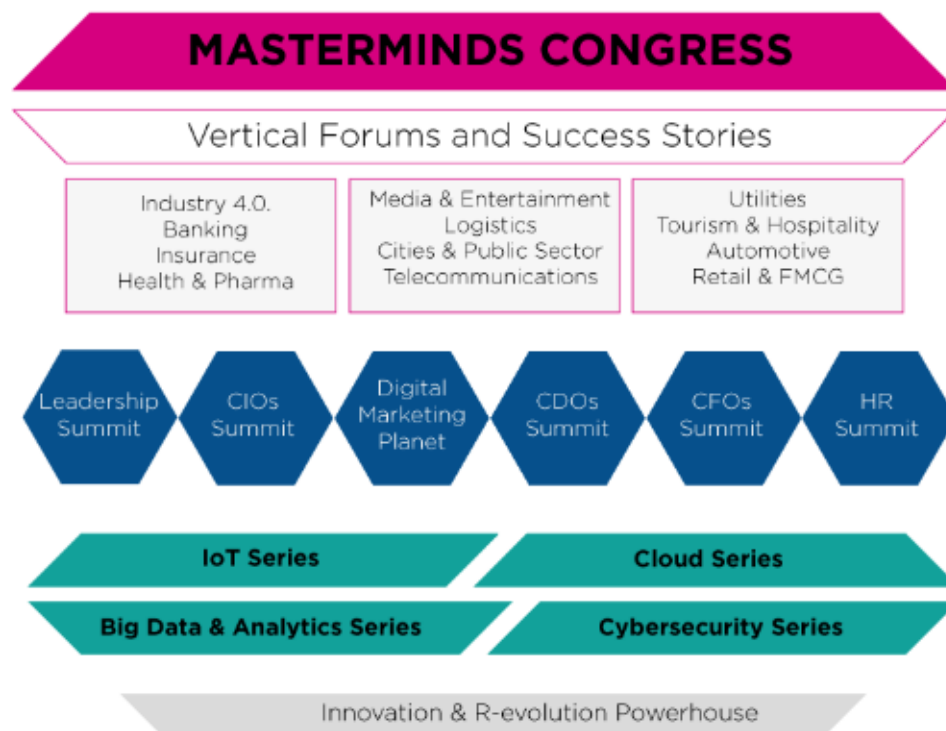 MASTERMINDS CONGRESS
Vertical Forums and Success Stories
Industry 4.0.
Banking
Insurance
Health & Pharma
Media & Entertainment
Logistics
Cities & Public Sector
Telecommunications
Utilities
Tourism & Hospitality
Automotive
Retail & FMCG
Leadership
Summit
CIOs
Summit
Digital
Marketing
Planet
CDOs
Summit
CFOs
Summit
HR
Summit
IoT Series
Cloud Series
Big Data & Analytics Series
Cybersecurity Series
Innovation & R-evolution Powerhouse